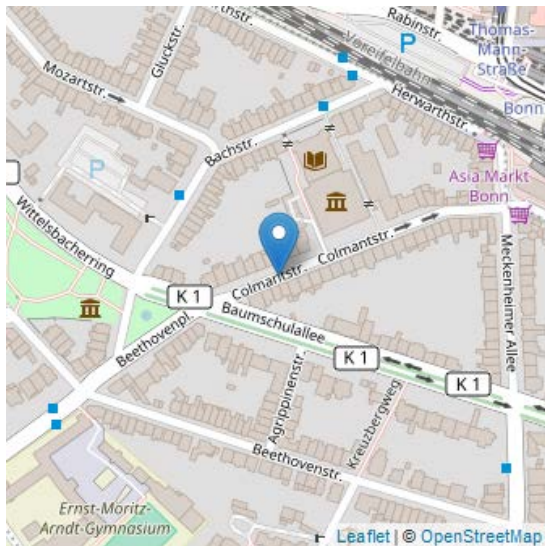 Rabinstr.
Thomas-
Mann-
Straße
P
Voreifelbahn
Gluckstr.
Mozartstr.
Bonn
Herwarthstr.
Bachstr.
P
Asia Markt
Bonn
Wittelsbacherring
Colmantstr.
Colmantstr.
Meckenheimer Allee
K 1
Baumschulallee
Beethovenpl.
K 1
K 1
Agrippinenstr.
Kreuzbergweg
Beethovenstr.
Ernst-Moritz-
Arndt-Gymnasium
Leaflet | © OpenStreetMap